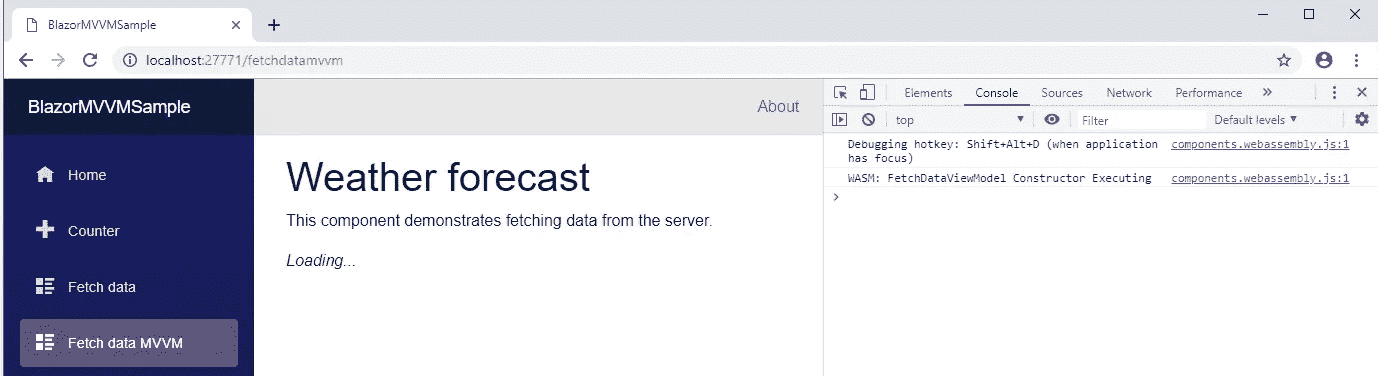 BlazorMVVMSample
localhost:27771/fetchdatamvvm
BlazorMVVMSample
Home
Counter
Fetch data
Fetch data MVVM
About
Weather forecast
This component demonstrates fetching data from the server.
Loading...
Elements Console Sources Network Performance »
top Filter Default levels
Debugging hotkey: Shift+Alt+D (when application components.webassembly.js:1
has focus)
WASM: FetchDataViewModel Constructor Executing components.webassembly.js:1